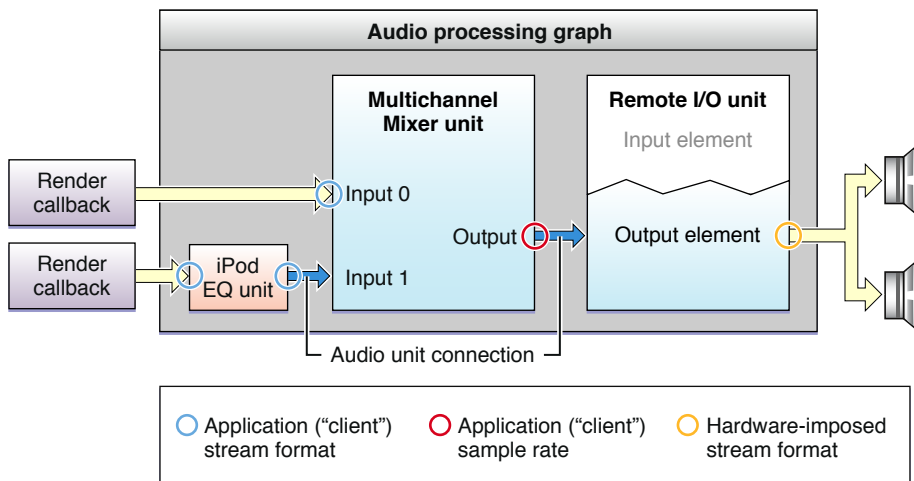 Audio processing graph
Multichannel
Mixer unit
Remote I/O unit
Input element
Render
callback
Input 0
Output
Output element
Render
callback
iPod
EQ unit
Input 1
Audio unit connection
Application (“client”)
stream format
Application (“client”)
sample rate
Hardware-imposed
stream format